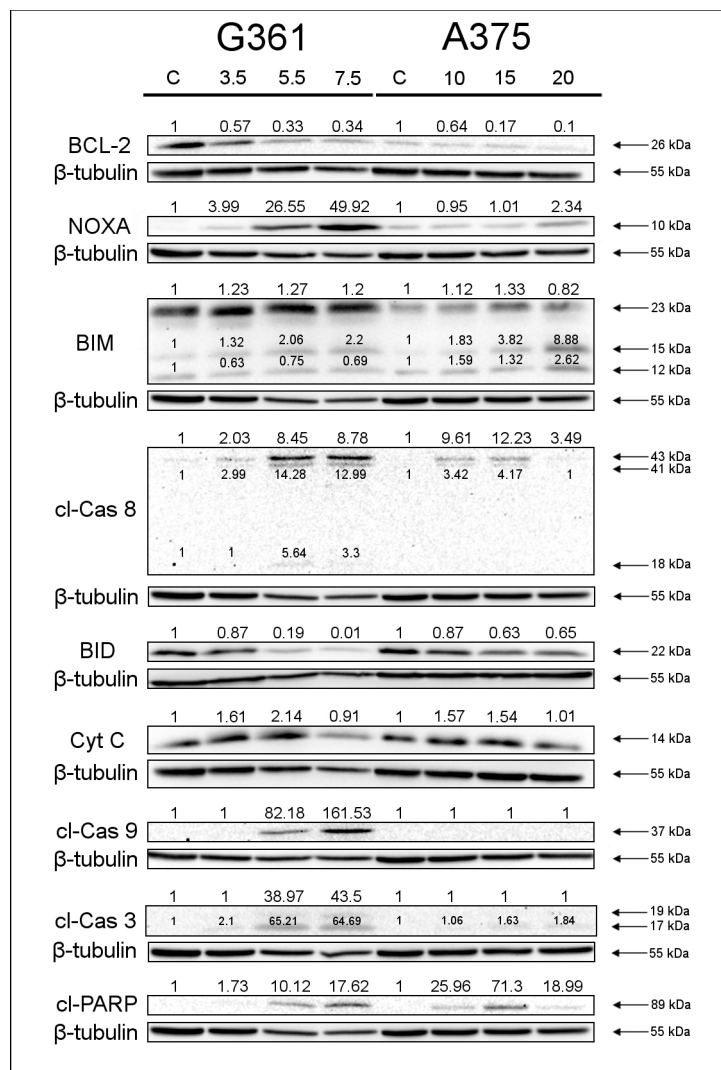 G361 A375
C 3.5 5.5 7.5 C 10 15 20
1 0.57 0.33 0.34 1 0.64 0.17 0.1
BCL-2 26 kDa
β-tubulin 55 kDa
1 3.99 26.55 49.92 1 0.95 1.01 2.34
NOXA 10 kDa
β-tubulin 55 kDa
1 1.23 1.27 1.2 1 1.12 1.33 0.82
23 kDa
BIM
1 1.32 2.06 2.2 1 1.83 3.82 8.88
15 kDa
1 0.63 0.75 0.69 1 1.59 1.32 2.62
12 kDa
β-tubulin 55 kDa
1 2.03 8.45 8.78 1 9.61 12.23 3.49
43 kDa
41 kDa
1 2.99 14.28 12.99 1 3.42 4.17 1
cl-Cas 8
1 1 5.64 3.3
18 kDa
β-tubulin 55 kDa
1 0.87 0.19 0.01 1 0.87 0.63 0.65
BID 22 kDa
β-tubulin 55 kDa
1 1.61 2.14 0.91 1 1.57 1.54 1.01
Cyt C 14 kDa
β-tubulin 55 kDa
1 1 82.18 161.53 1 1 1 1
cl-Cas 9 37 kDa
β-tubulin 55 kDa
1 1 38.97 43.5 1 1 1 1
19 kDa
cl-Cas 3 1 2.1 65.21 64.69 1 1.06 1.63 1.84 17 kDa
β-tubulin 55 kDa
1 1.73 10.12 17.62 1 25.96 71.3 18.99
cl-PARP 89 kDa
β-tubulin 55 kDa